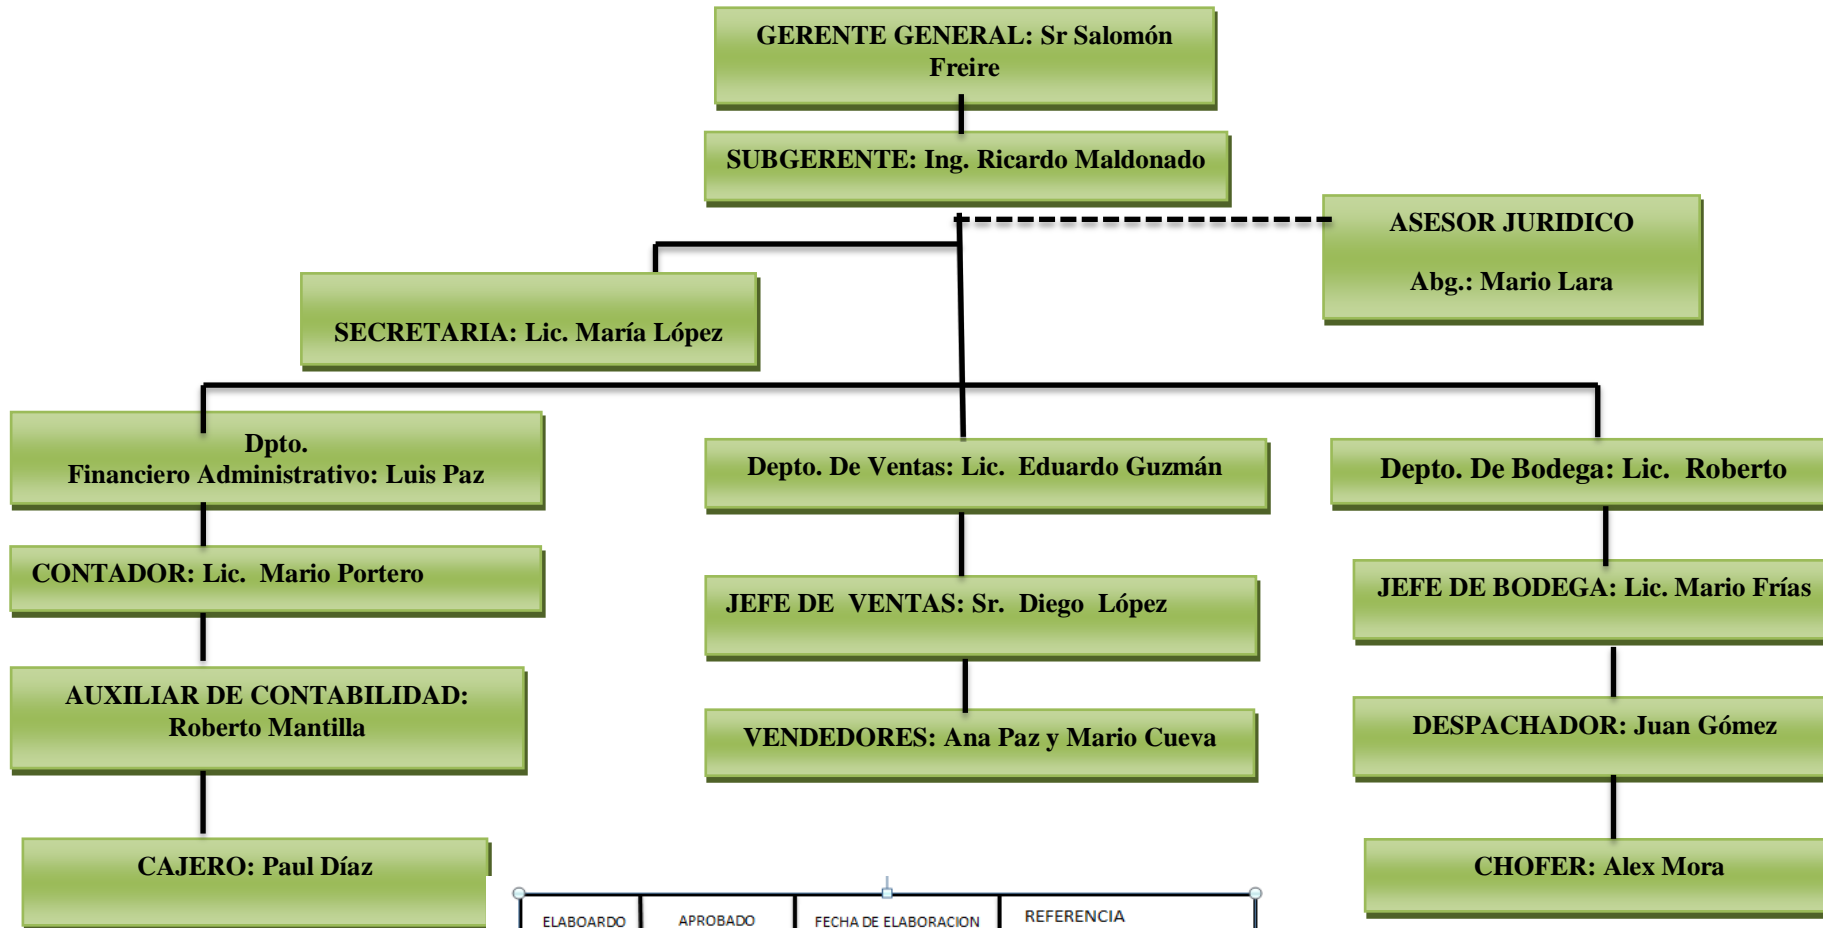 GERENTE GENERAL: Sr Salomón
Freire
SUBGERENTE: Ing. Ricardo Maldonado
ASESOR JURIDICO
Abg.: Mario Lara
SECRETARIA: Lic. María López
Dpto.
Financiero Administrativo: Luis Paz
Depto. De Ventas: Lic. Eduardo Guzmán
Depto. De Bodega: Lic. Roberto
CONTADOR: Lic. Mario Portero
JEFE DE VENTAS: Sr. Diego López
JEFE DE BODEGA: Lic. Mario Frías
AUXILIAR DE CONTABILIDAD:
Roberto Mantilla
VENDEDORES: Ana Paz y Mario Cueva
DESPACHADOR: Juan Gómez
CAJERO: Paul Díaz
CHOFER: Alex Mora
ELABOARDO
APROBADO
FECHA DE ELABORACION
REFERENCIA